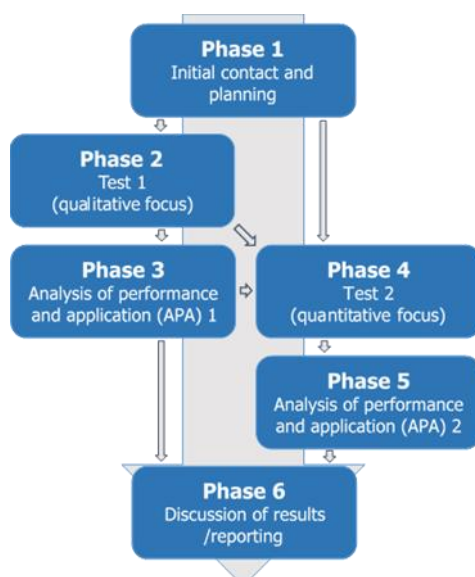 Phase 1
Initial contact and
planning
Phase 2
Test 1
(qualitative focus)
Phase 3
Analysis of performance
and application (APA) 1
Phase 4
Test 2
(quantitative focus)
Phase 5
Analysis of performance
and application (APA) 2
Phase 6
Discussion of results
/reporting